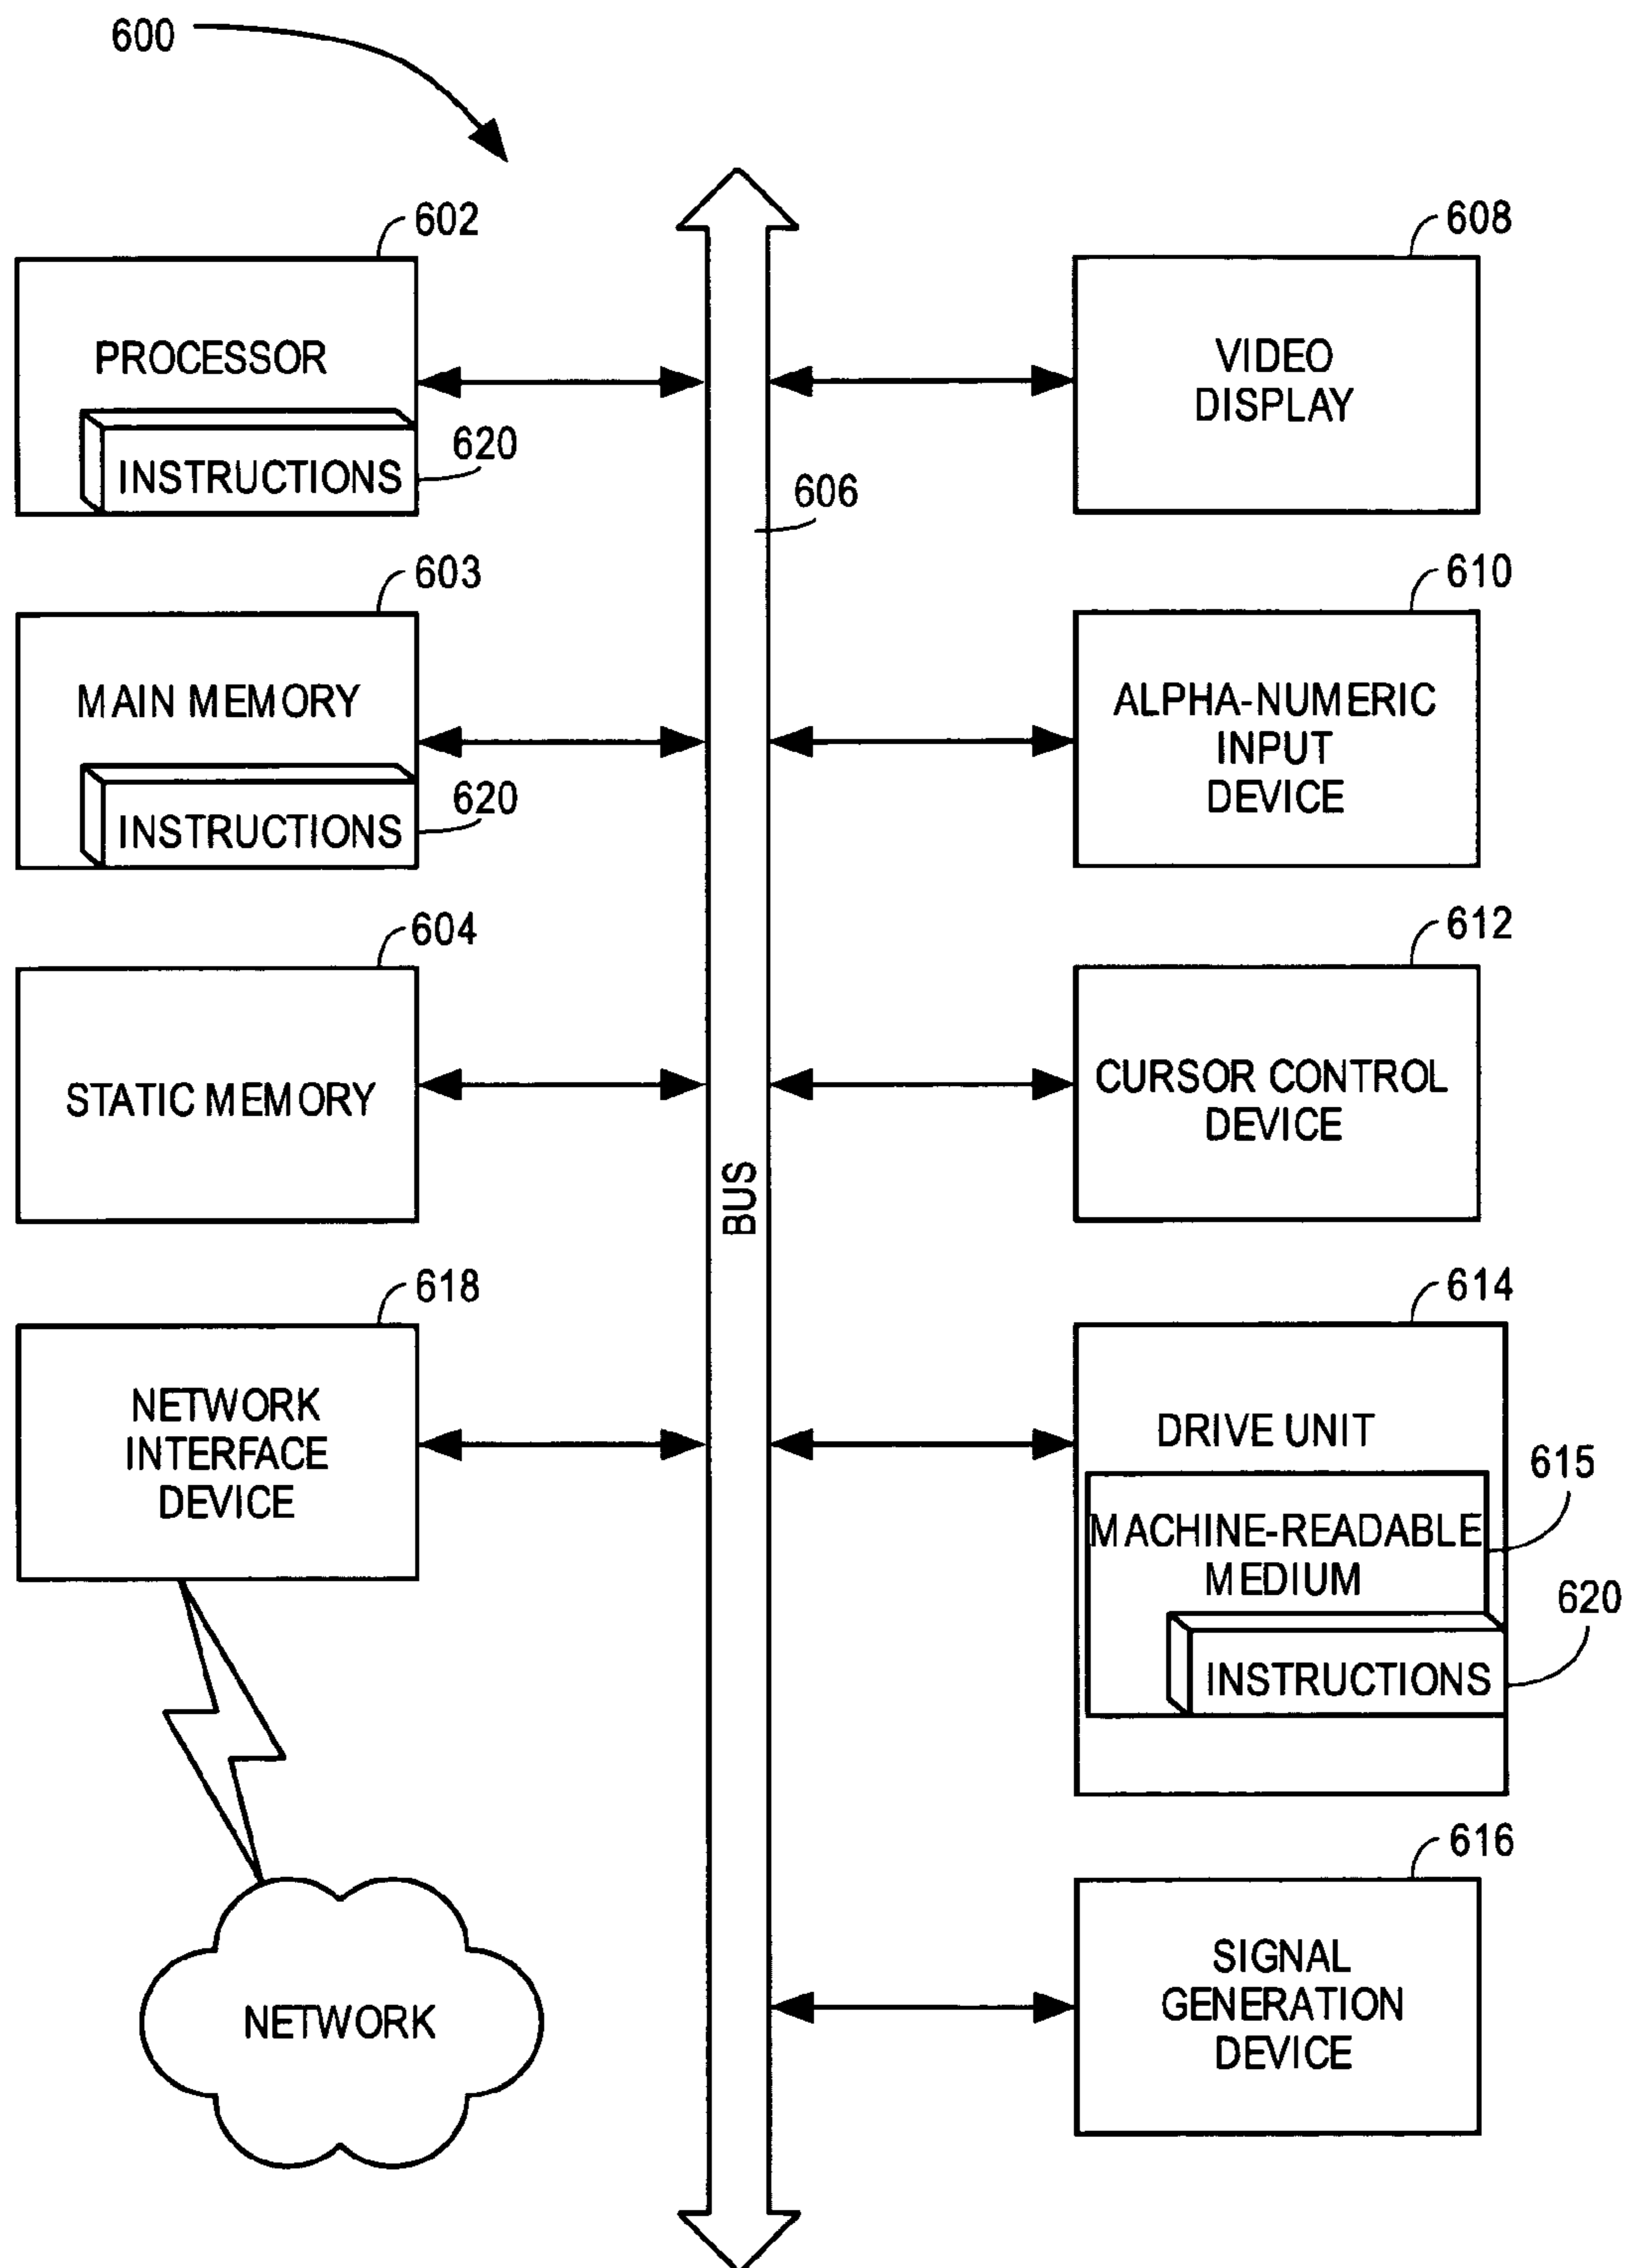 600
602
PROCESSOR
620
INSTRUCTIONS
603
MAIN MEMORY
620
INSTRUCTIONS
604
STATIC MEMORY
618
NETWORK
INTERFACE
DEVICE
NETWORK
606
BUS
608
VIDEO
DISPLAY
610
ALPHA-NUMERIC
INPUT
DEVICE
612
CURSOR CONTROL
DEVICE
614
DRIVE UNIT
615
MACHINE-READABLE
MEDIUM
620
INSTRUCTIONS
616
SIGNAL
GENERATION
DEVICE